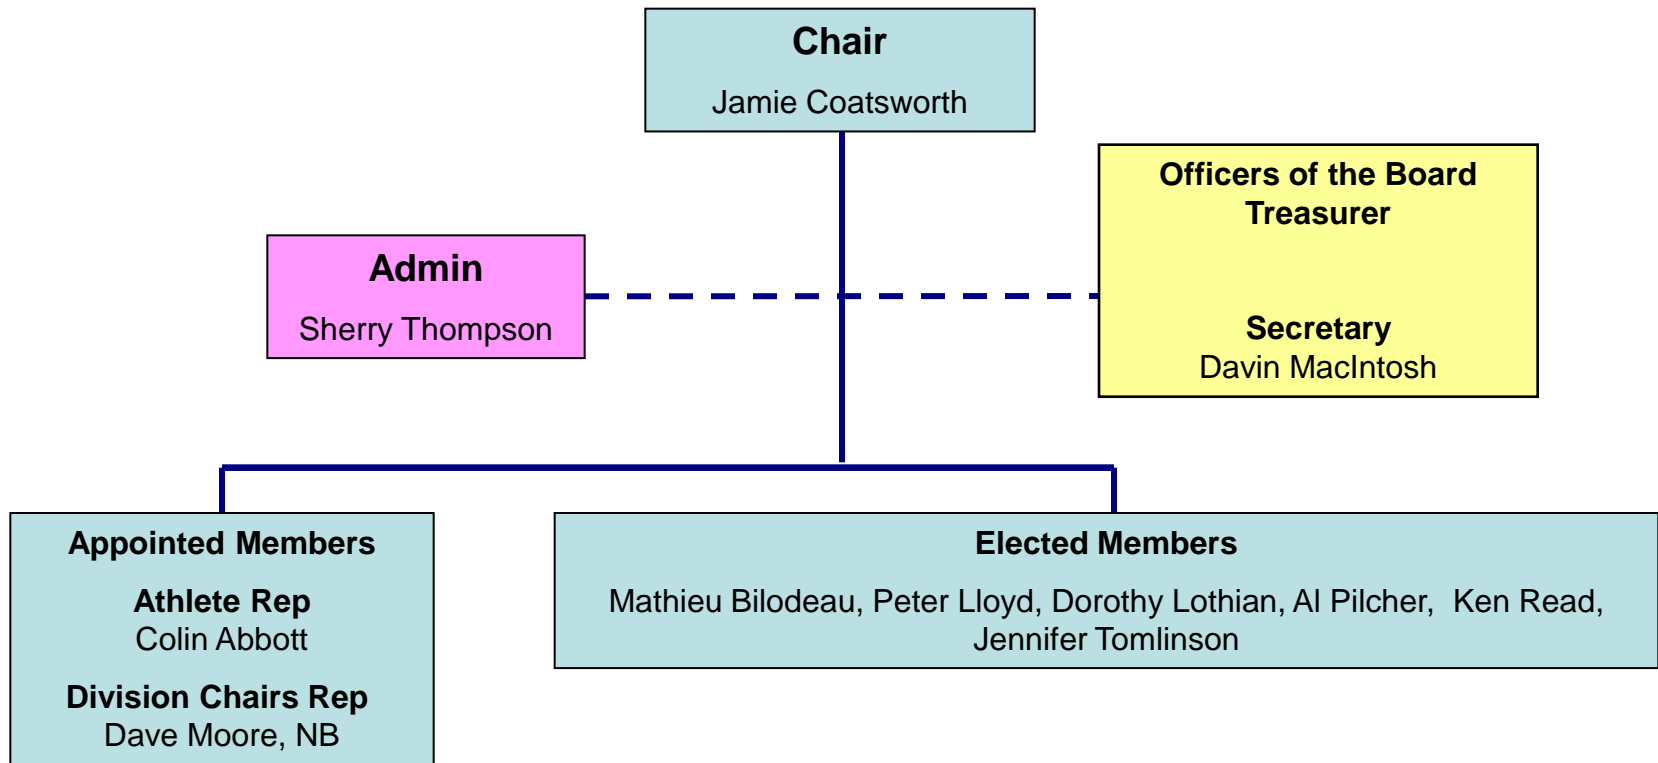 Chair
Jamie Coatsworth
Officers of the Board
Treasurer
Secretary
Davin MacIntosh
Admin
Sherry Thompson
Appointed Members
Athlete Rep
Colin Abbott
Division Chairs Rep
Dave Moore, NB
Elected Members
Mathieu Bilodeau, Peter Lloyd, Dorothy Lothian, Al Pilcher,  Ken Read,
Jennifer Tomlinson